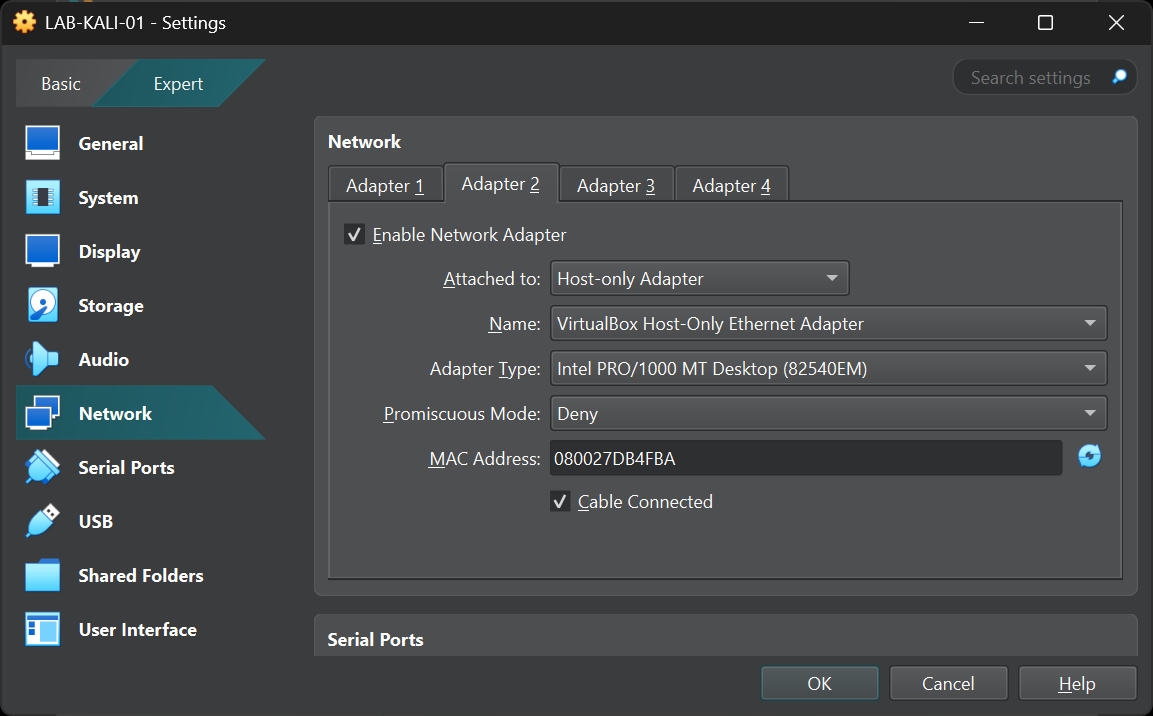 LAB-KALI-01 - Settings
Basic
Expert
Search settings
General
System
Display
Storage
Audio
Network
Serial Ports
USB
Shared Folders
User Interface
Network
Adapter 1
Adapter 2
Adapter 3
Adapter 4
Enable Network Adapter
Attached to: Host-only Adapter
Name: VirtualBox Host-Only Ethernet Adapter
Adapter Type: Intel PRO/1000 MT Desktop (82540EM)
Promiscuous Mode: Deny
MAC Address: 080027DB4FBA
Cable Connected
Serial Ports
OK
Cancel
Help